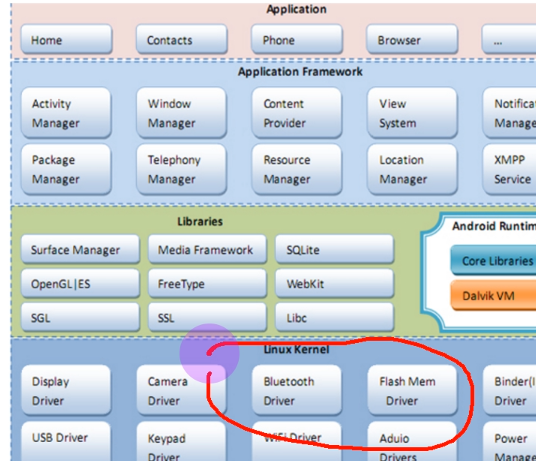 Application
Home
Contacts
Phone
Browser
...
Application Framework
Activity
Manager
Window
Manager
Content
Provider
View
System
Notificat
Manage
Package
Manager
Telephony
Manager
Resource
Manager
Location
Manager
XMPP
Service
Libraries
Surface Manager
Media Framework
SQLite
OpenGL|ES
FreeType
WebKit
SGL
SSL
Libc
Android Runtim
Core Libraries
Dalvik VM
Linux Kernel
Display
Driver
Camera
Driver
Bluetooth
Driver
Flash Mem
Driver
Binder(I
Driver
USB Driver
Keypad
Driver
WiFi Driver
Aduio
Drivers
Power
Manage